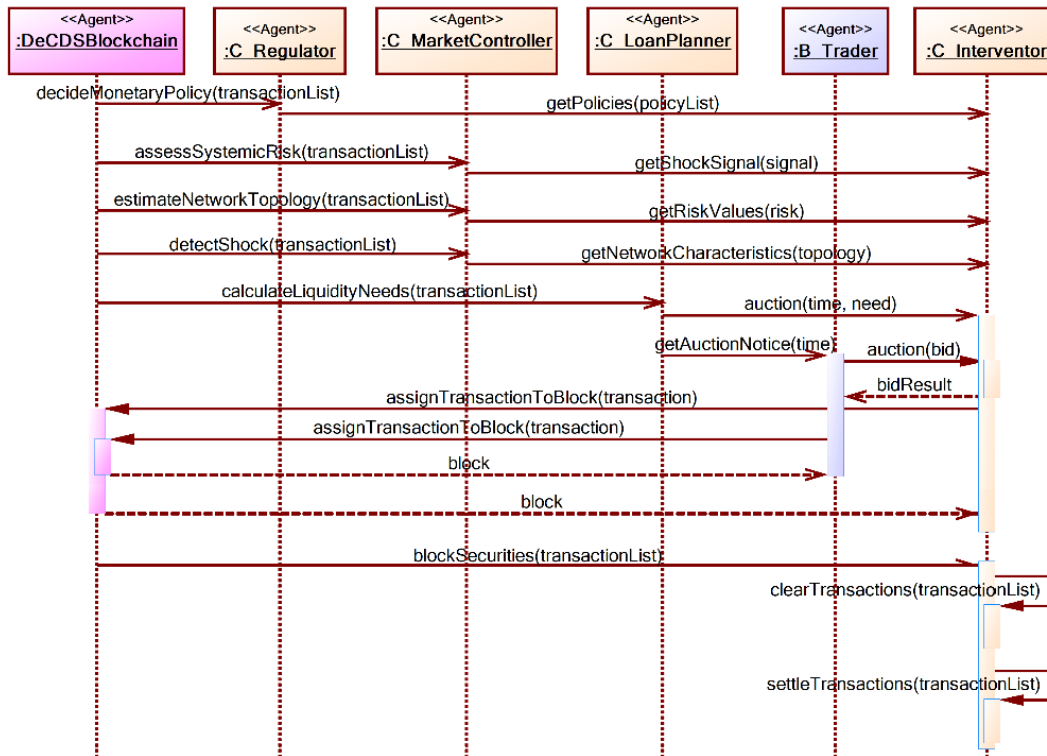 <<Agent>>
:DeCDSBlockchain
<<Agent>>
:C_Regulator
<<Agent>>
:C_MarketController
<<Agent>>
:C_LoanPlanner
<<Agent>>
:B_Trader
<<Agent>>
:C_Interventor
decideMonetaryPolicy(transactionList)
getPolicies(policyList)
assessSystemicRisk(transactionList)
getShockSignal(signal)
estimateNetworkTopology(transactionList)
getRiskValues(risk)
detectShock(transactionList)
getNetworkCharacteristics(topology)
calculateLiquidityNeeds(transactionList)
auction(time, need)
getAuctionNotice(time)
auction(bid)
bidResult
assignTransactionToBlock(transaction)
assignTransactionToBlock(transaction)
block
block
blockSecurities(transactionList)
clearTransactions(transactionList)
settleTransactions(transactionList)